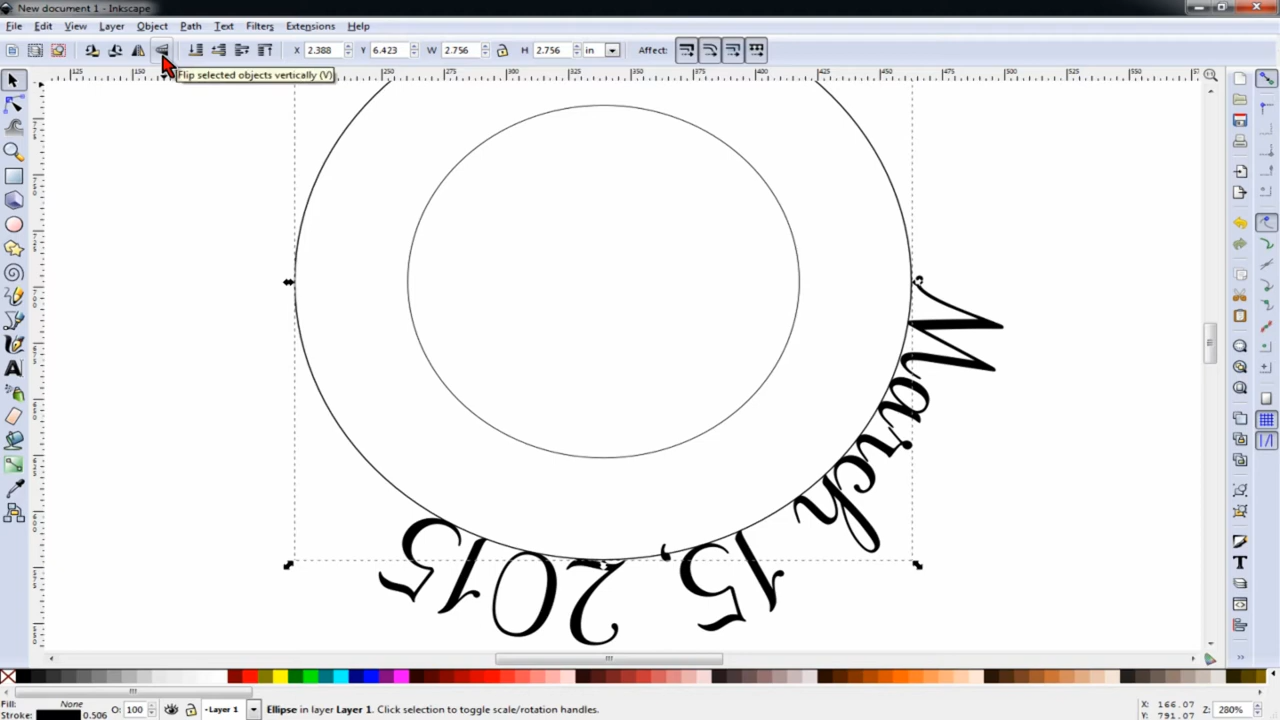 New document 1 - Inkscape
File Edit View Layer Object Path Text Filters Extensions Help
X 2.388 Y 6.423 W 2.756 H 2.756 in Affect:
Flip selected objects vertically (V)
March 15, 2015
Fill: None
Stroke: 0.506
O: 100
Layer 1
Ellipse in layer Layer 1. Click selection to toggle scale/rotation handles.
X: 166.07
Y: 791.07
Z: 280%